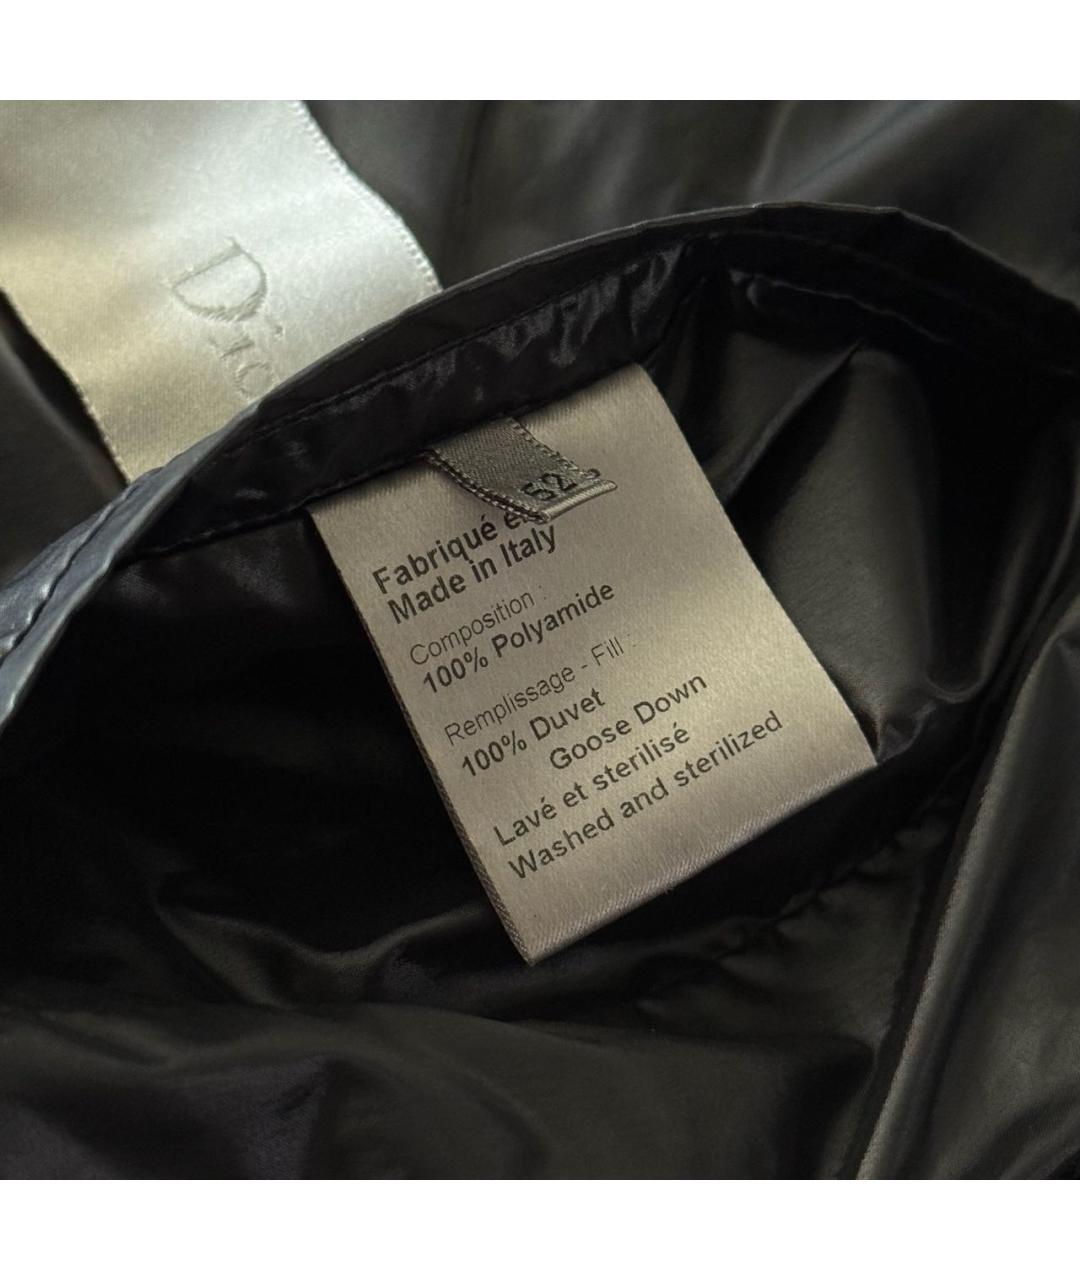 Dio
52
Fabriqué e
Made in Italy
Composition :
100% Polyamide
Remplissage - Fill :
100% Duvet
Goose Down
Lavé et sterilisé
Washed and sterilized